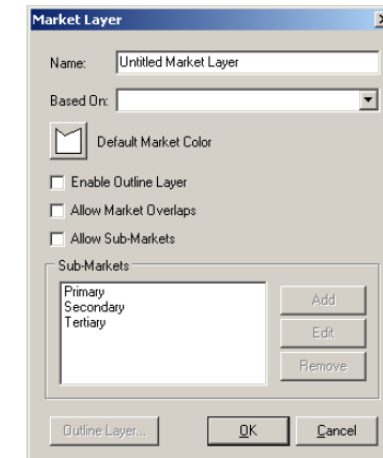 Market Layer
Name: Untitled Market Layer
Based On:
Default Market Color
Enable Outline Layer
Allow Market Overlaps
Allow Sub-Markets
Sub-Markets
Primary
Secondary
Tertiary
Add
Edit
Remove
Outline Layer... OK Cancel